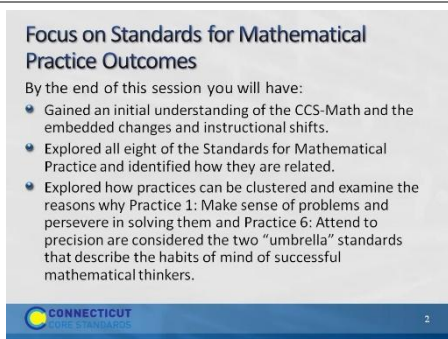 Focus on Standards for Mathematical
Practice Outcomes
By the end of this session you will have:
Gained an initial understanding of the CCS-Math and the
embedded changes and instructional shifts.
Explored all eight of the Standards for Mathematical
Practice and identified how they are related.
Explored how practices can be clustered and examine the
reasons why Practice 1: Make sense of problems and
persevere in solving them and Practice 6: Attend to
precision are considered the two “umbrella” standards
that describe the habits of mind of successful
mathematical thinkers.
CONNECTICUT
CORE STANDARDS
2